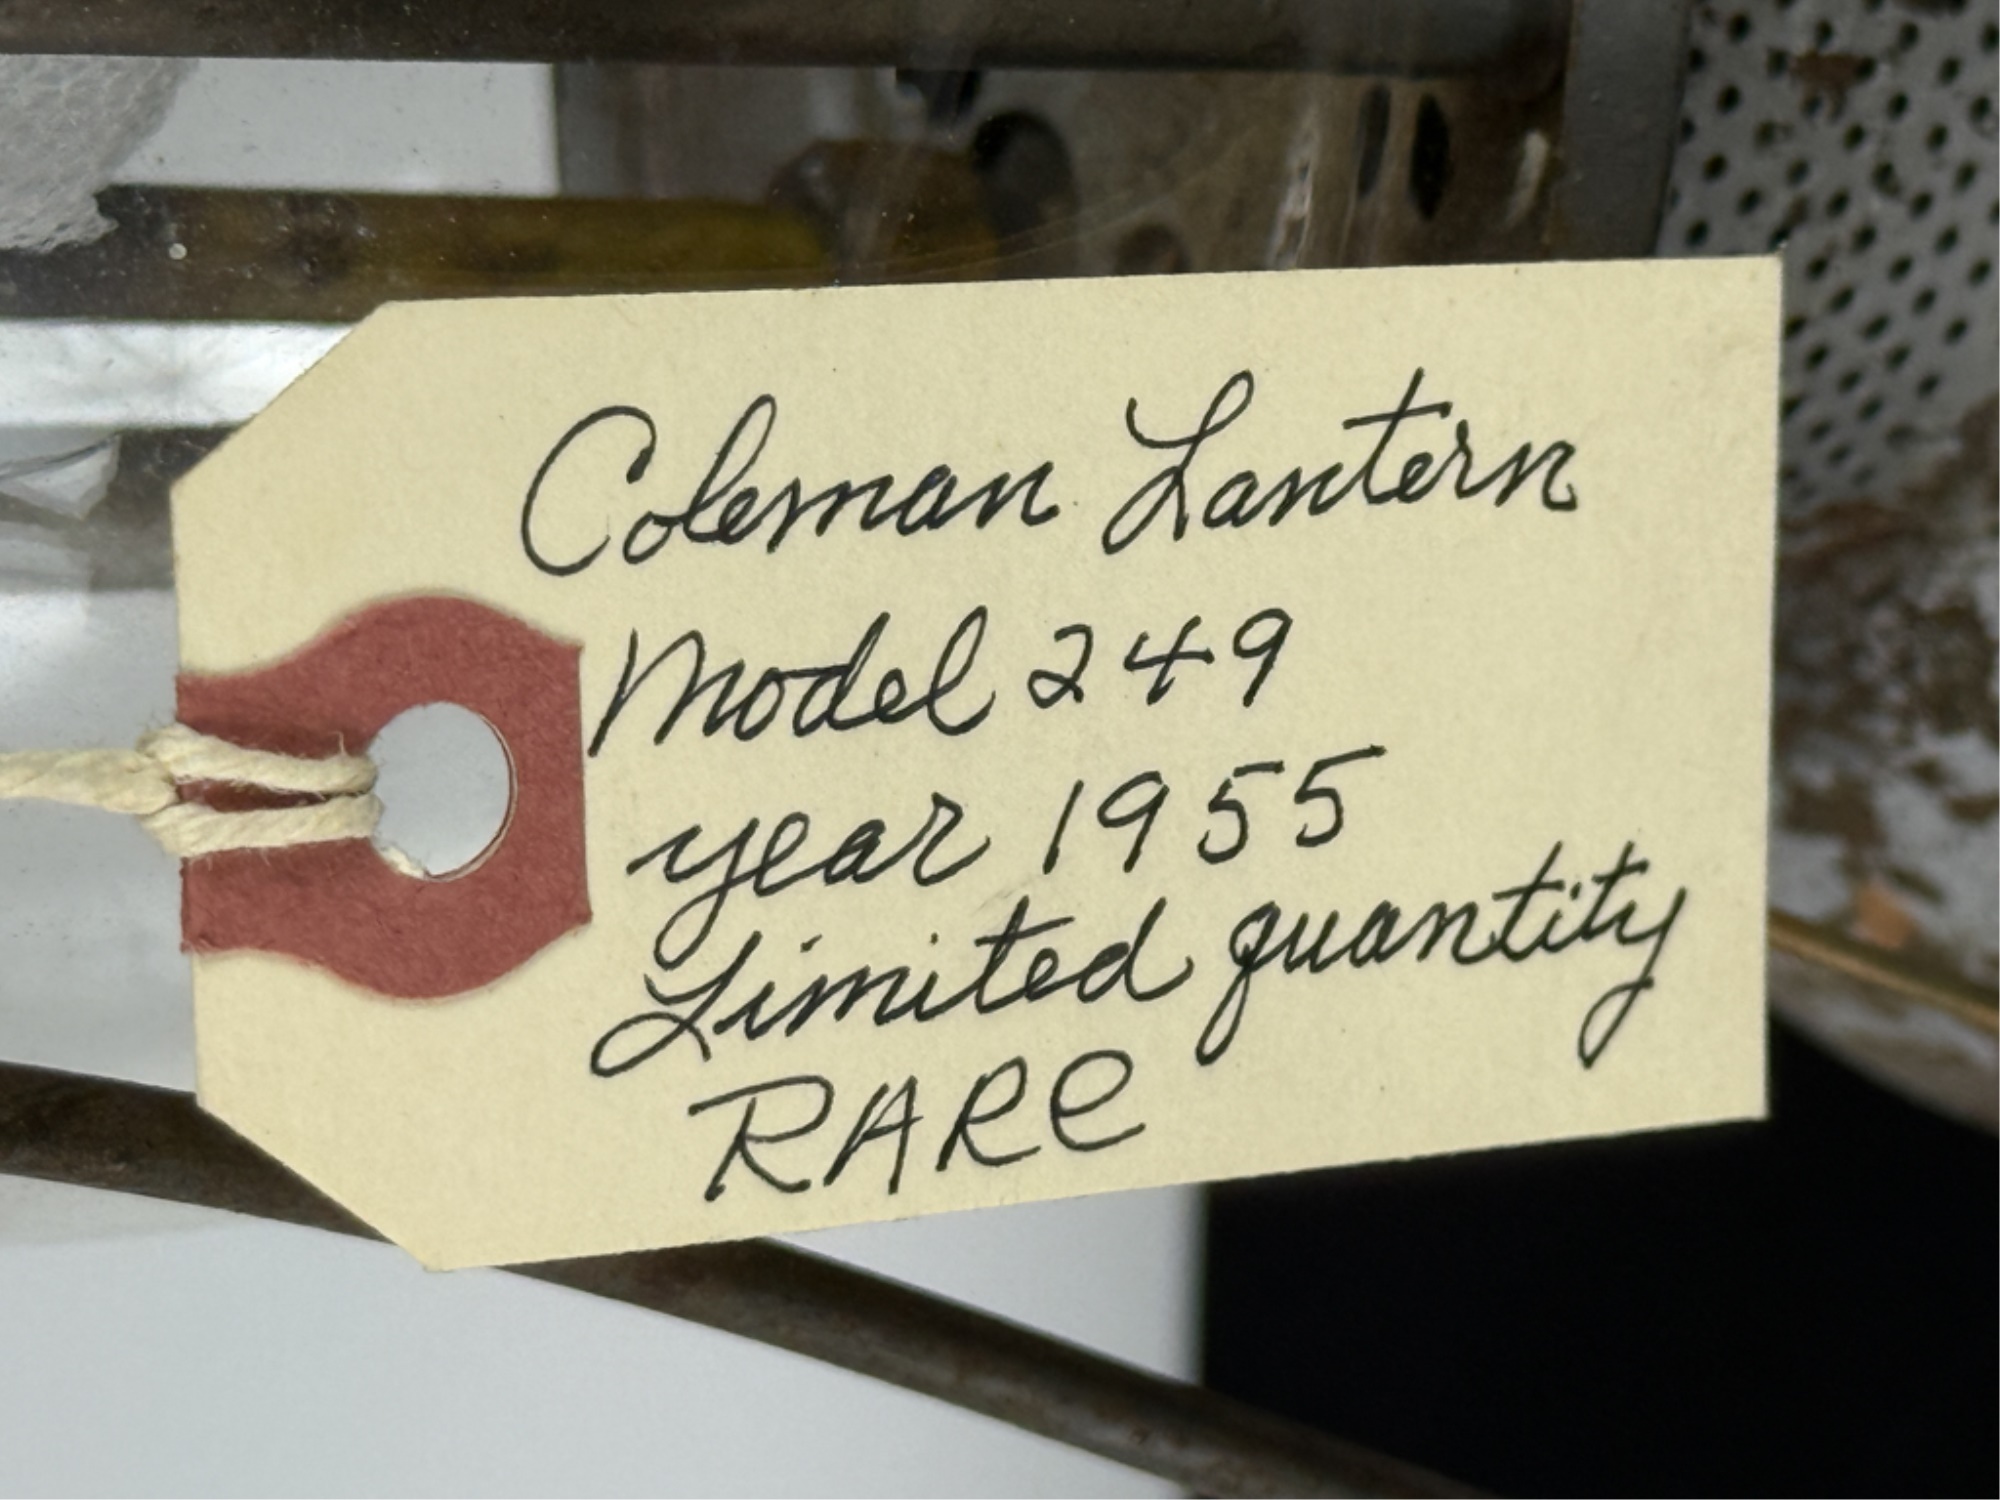 Coleman Lantern
Model 249
year 1955
Limited quantity
RARE